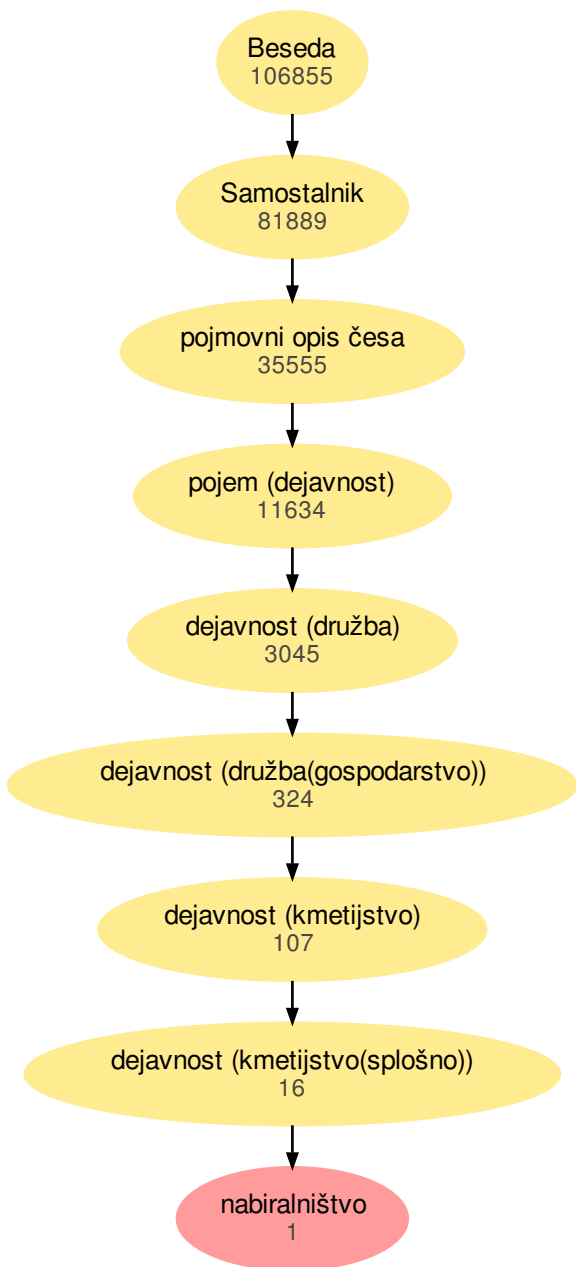 Beseda
106855
Samostalnik
81889
pojmovni opis česa
35555
pojem (dejavnost)
11634
dejavnost (družba)
3045
dejavnost (družba(gospodarstvo))
324
dejavnost (kmetijstvo)
107
dejavnost (kmetijstvo(splošno))
16
nabiralništvo
1